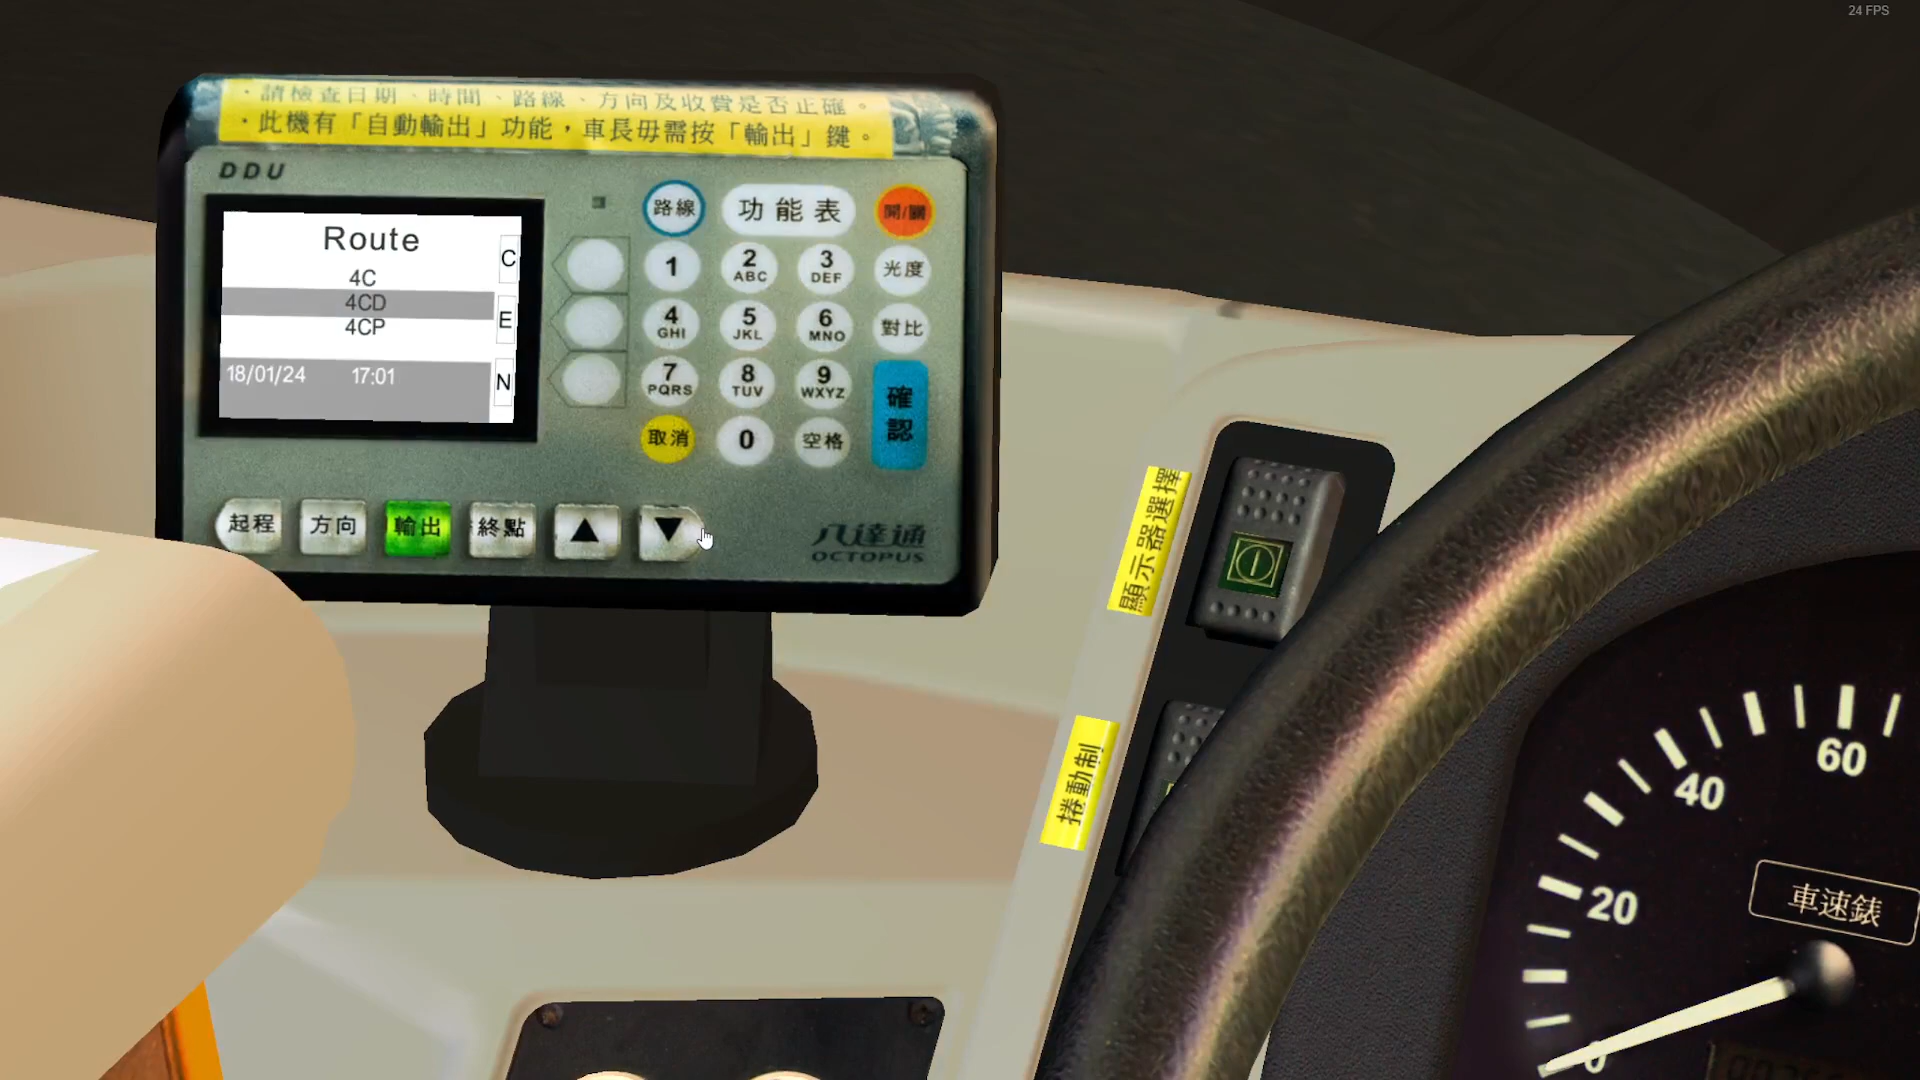 24 FPS
·請檢查日期、時間、路線、方向及收費是否正確。
·此機有「自動輸出」功能，車長毋需按「輸出」鍵。
DDU
Route
4C
4CD
4CP
18/01/24 17:01
C
E
N
路線 功能表 開/關
1 2 ABC 3 DEF 光度
4 GHI 5 JKL 6 MNO 對比
7 PQRS 8 TUV 9 WXYZ 確認
取消 0 空格
起程 方向 輸出 終點
八達通
OCTOPUS
顯示器選擇
捲動制
60
40
20
0
車速錶